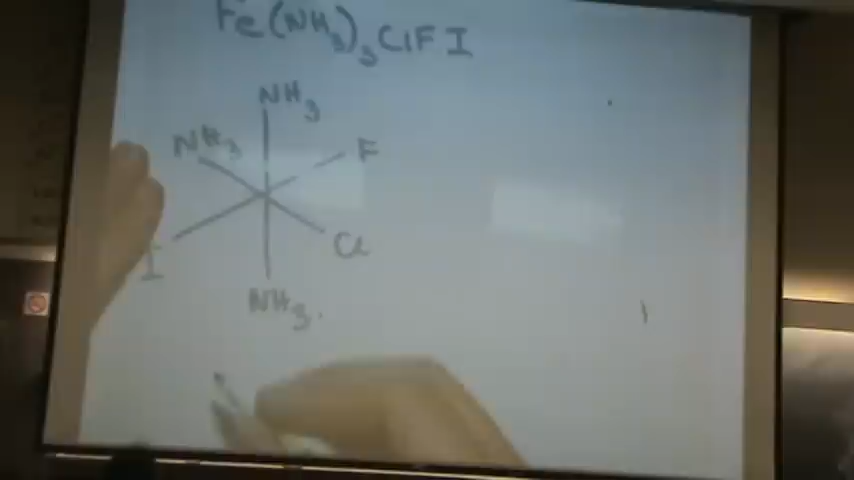 Fe(NH3)3ClFI
NH3
NH3 F
I Cl
NH3